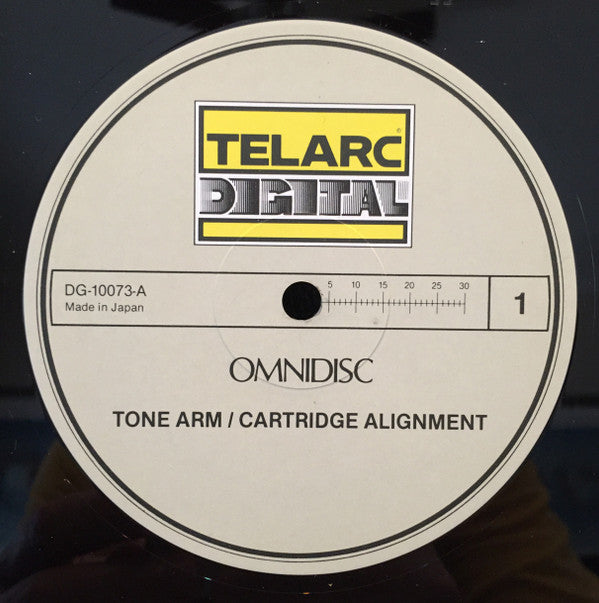 TELARC®
DIGITAL
DG-10073-A
Made in Japan
5 10 15 20 25 30
1
OMNIDISC
TONE ARM / CARTRIDGE ALIGNMENT